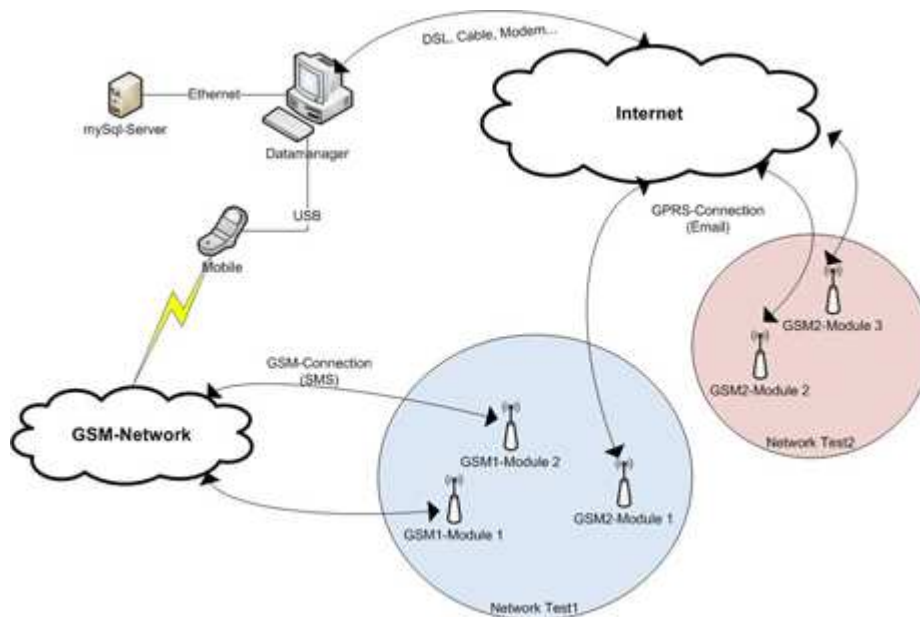 DSL, Cable, Modem...
Ethernet
mySql-Server
Datamanager
Internet
USB
Mobile
GPRS-Connection
(Email)
GSM2-Module 3
GSM2-Module 2
Network Test2
GSM-Connection
(SMS)
GSM-Network
GSM1-Module 2
GSM2-Module 1
GSM1-Module 1
Network Test1